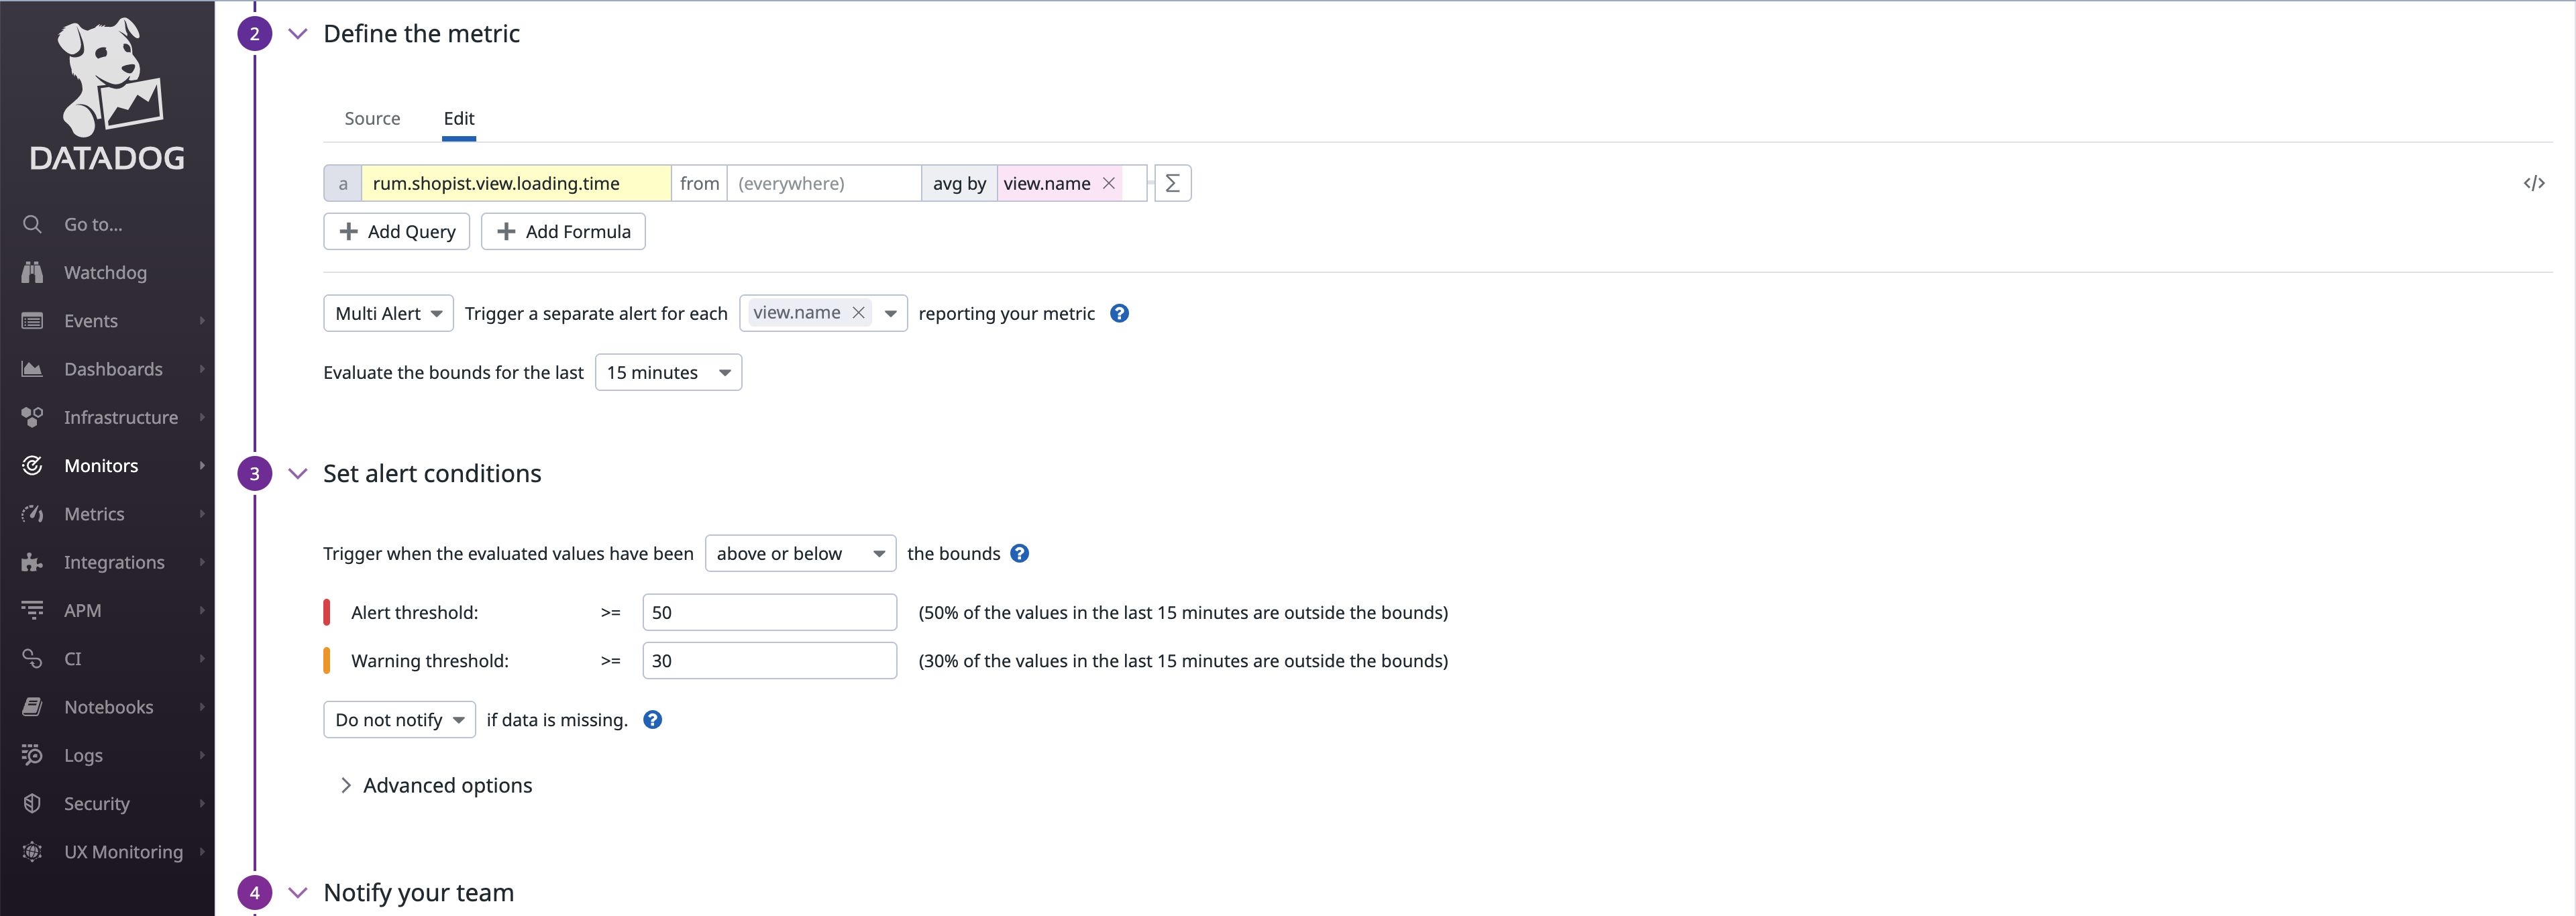 DATADOG
Go to...
Watchdog
Events
Dashboards
Infrastructure
Monitors
Metrics
Integrations
APM
CI
Notebooks
Logs
Security
UX Monitoring
2 Define the metric
Source Edit
a rum.shopist.view.loading.time from (everywhere) avg by view.name × Σ </>
+ Add Query + Add Formula
Multi Alert Trigger a separate alert for each view.name × reporting your metric ?
Evaluate the bounds for the last 15 minutes
3 Set alert conditions
Trigger when the evaluated values have been above or below the bounds ?
Alert threshold: >= 50 (50% of the values in the last 15 minutes are outside the bounds)
Warning threshold: >= 30 (30% of the values in the last 15 minutes are outside the bounds)
Do not notify if data is missing. ?
Advanced options
4 Notify your team